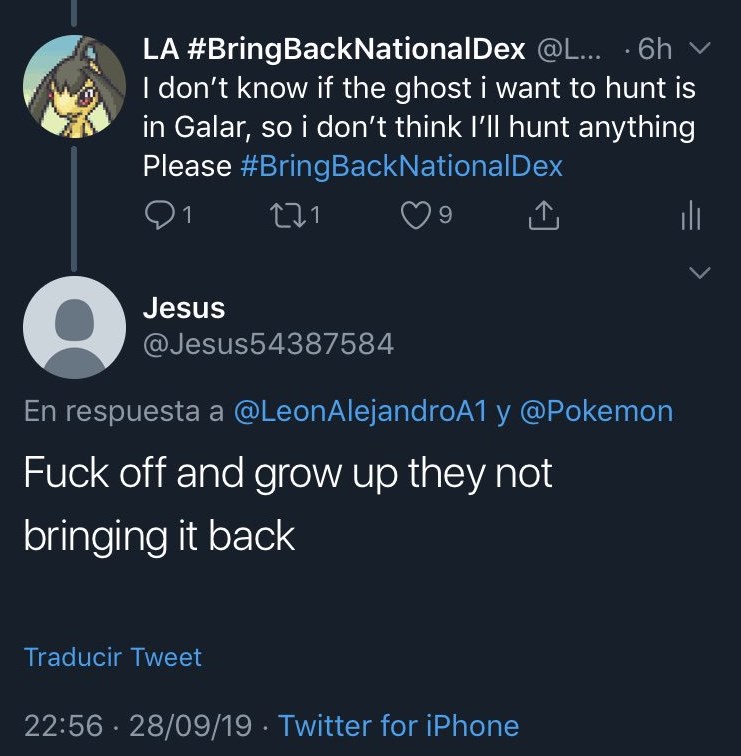 LA #BringBackNationalDex @L... · 6h
I don't know if the ghost i want to hunt is
in Galar, so i don't think I'll hunt anything
Please #BringBackNationalDex
1 1 9
Jesus
@Jesus54387584
En respuesta a @LeonAlejandroA1 y @Pokemon
Fuck off and grow up they not
bringing it back
Traducir Tweet
22:56 · 28/09/19 · Twitter for iPhone